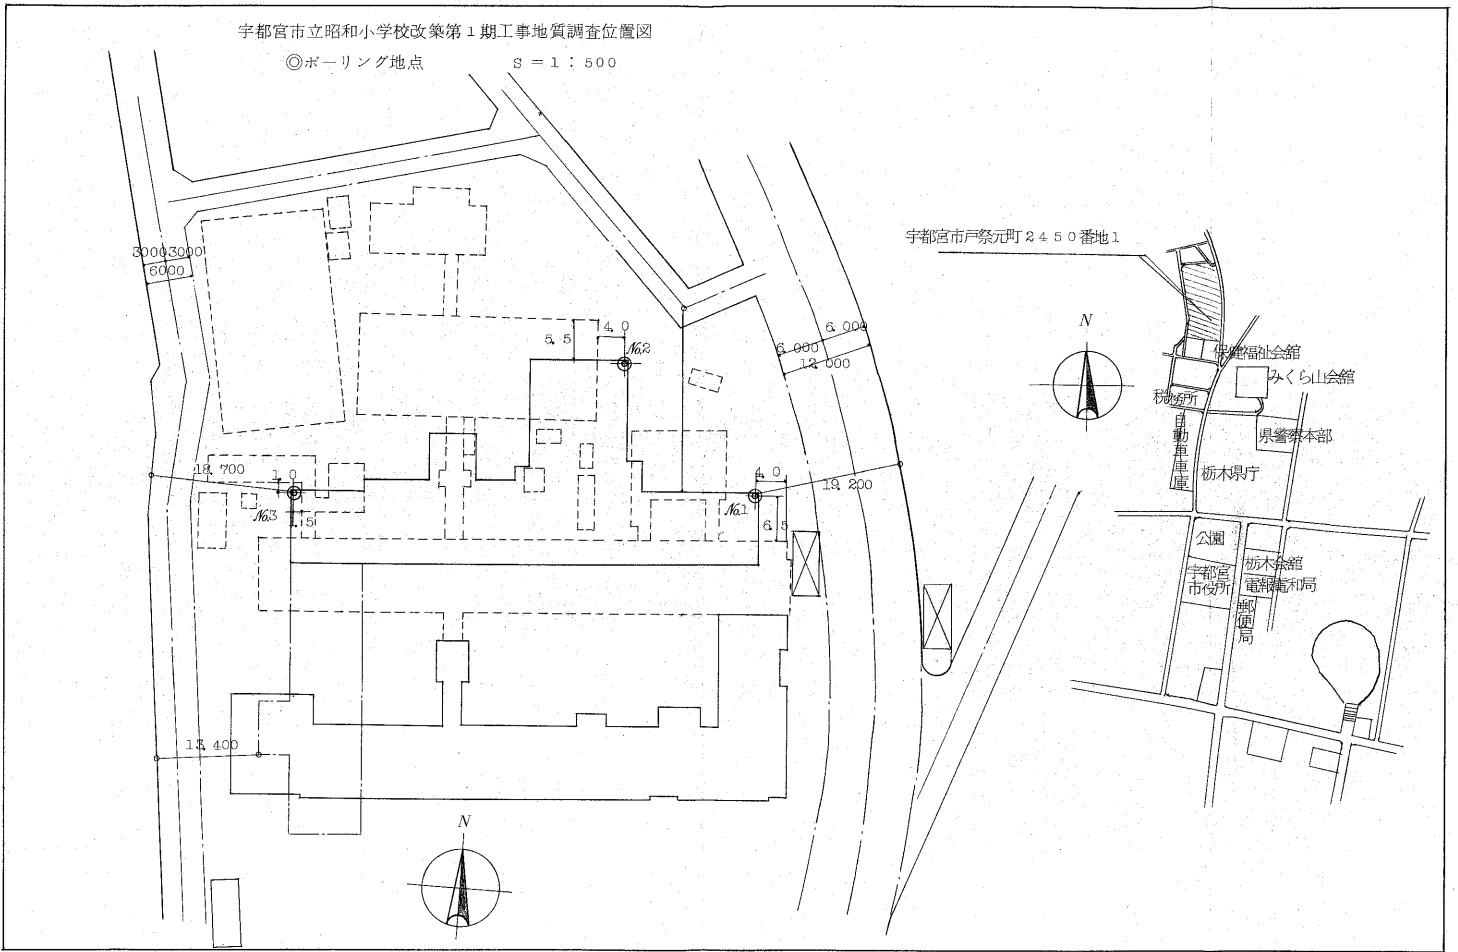 宇都宮市立昭和小学校改築第1期工事地質調査位置図
◎ボーリング地点 S=1:500
宇都宮市戸祭元町2450番地1
30003000
6000
5.5
4.0
No.2
6.000
6.000
12.000
N
保健福祉会館
みくら山会館
税務所
自動車車庫
県警察本部
栃木県庁
18.700
1.0
No.3
.5
4.0
No.1
6.5
19.200
公園
宇都宮
市役所
栃木会館
電報電和局
郵便局
13.400
N